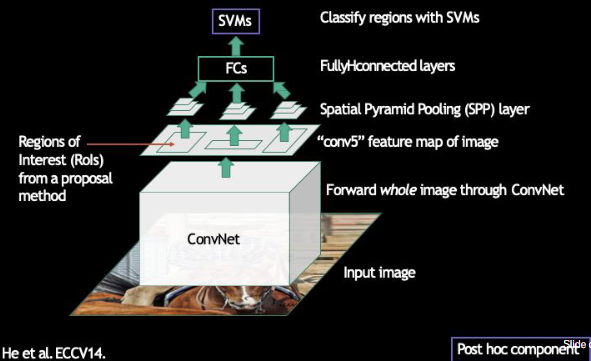 SVMs
Classify regions with SVMs
FCs
FullyHconnected layers
Spatial Pyramid Pooling (SPP) layer
Regions of
Interest (RoIs)
from a proposal
method
"conv5" feature map of image
Forward whole image through ConvNet
ConvNet
Input image
He et al. ECCV14.
Post hoc component
Slide